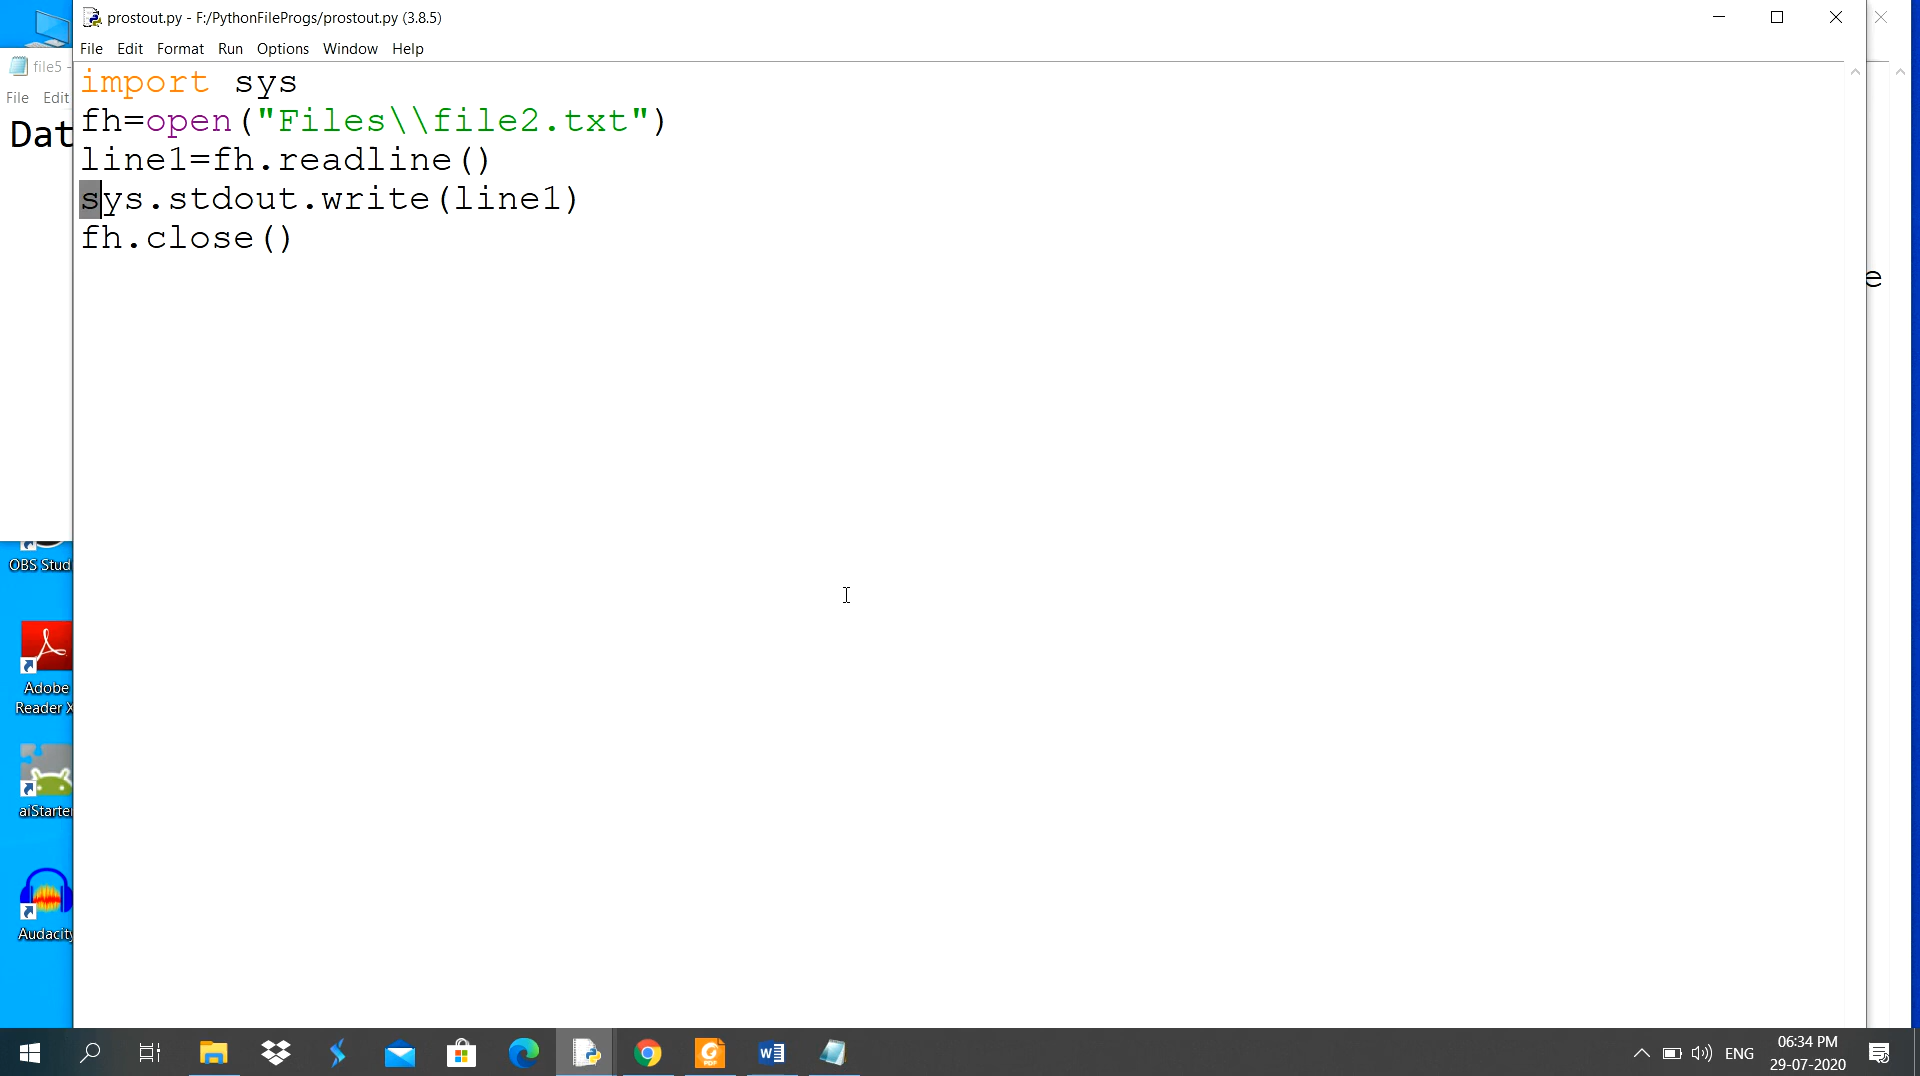 prostout.py - F:/PythonFileProgs/prostout.py (3.8.5)
File Edit Format Run Options Window Help
import sys
fh=open("Files\\file2.txt")
line1=fh.readline()
sys.stdout.write(line1)
fh.close()
file5 -
File Edit
Dat
e
OBS Stud
Adobe
Reader X
aiStarter
Audacity
ENG
06:34 PM
29-07-2020